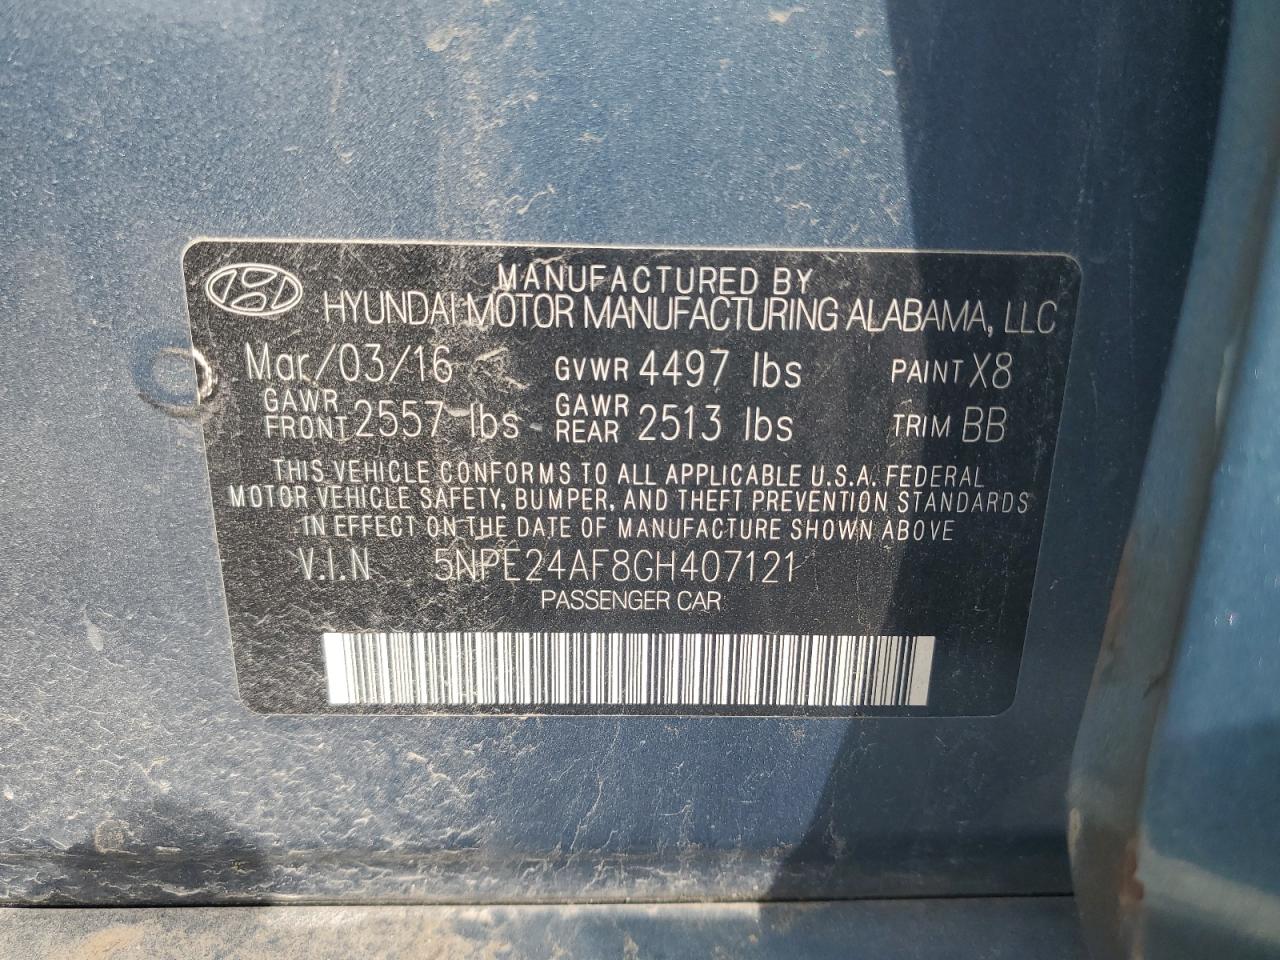 MANUFACTURED BY
HYUNDAI MOTOR MANUFACTURING ALABAMA, LLC
Mar/03/16 GVWR 4497 lbs PAINT X8
GAWR FRONT 2557 lbs GAWR REAR 2513 lbs TRIM BB
THIS VEHICLE CONFORMS TO ALL APPLICABLE U.S.A. FEDERAL
MOTOR VEHICLE SAFETY, BUMPER, AND THEFT PREVENTION STANDARDS
IN EFFECT ON THE DATE OF MANUFACTURE SHOWN ABOVE
V.I.N 5NPE24AF8GH407121
PASSENGER CAR